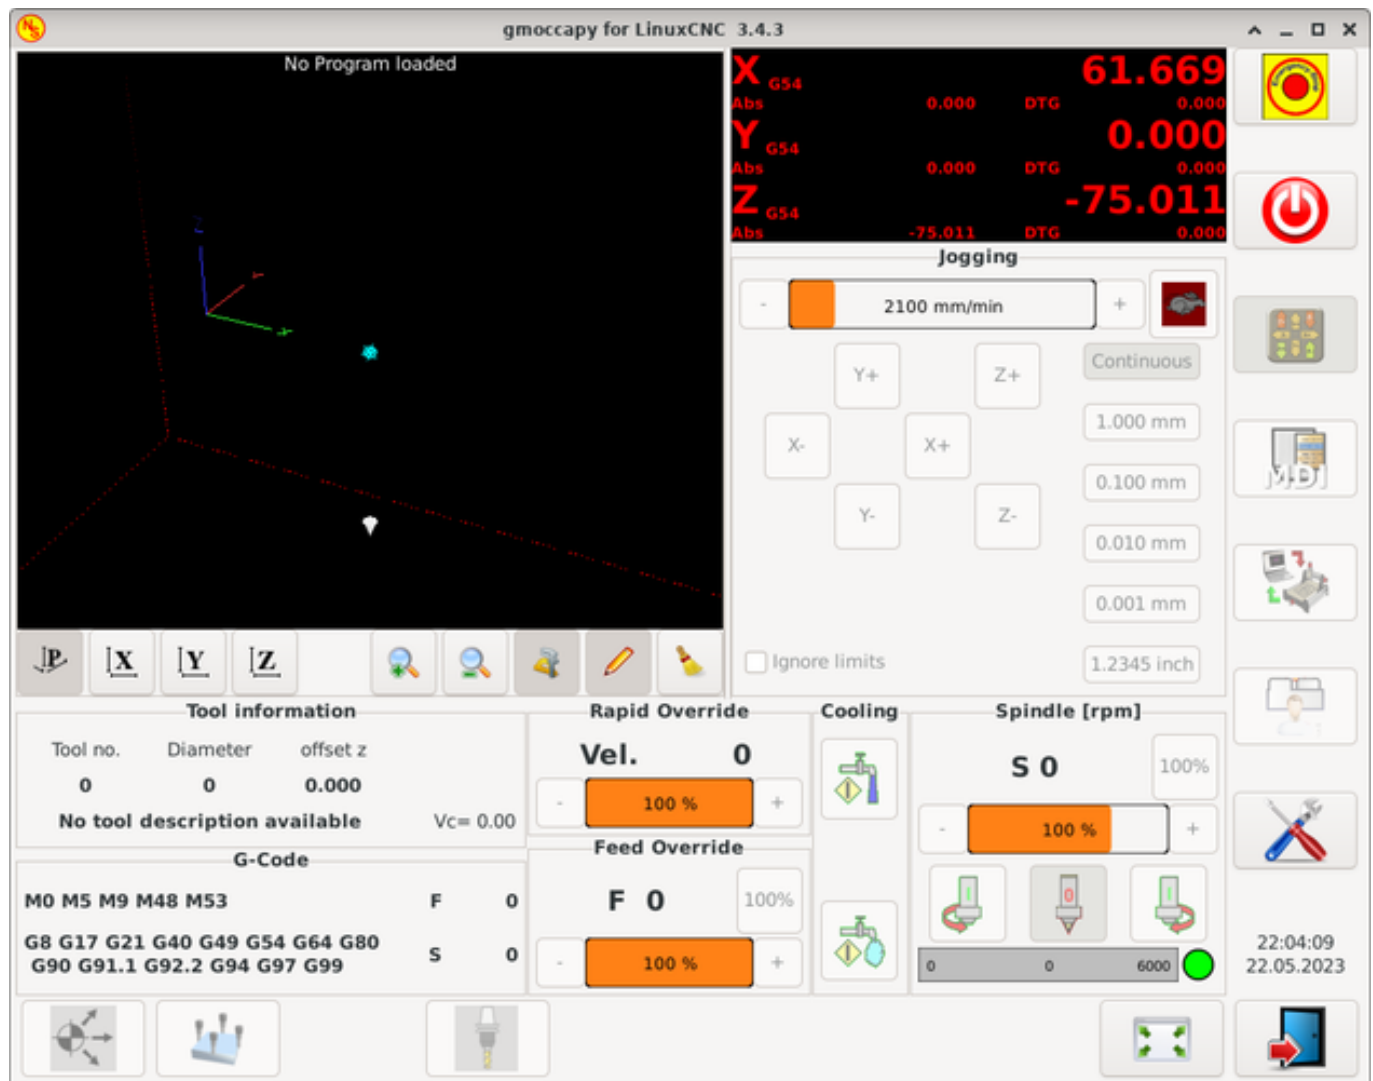 gmoccapy for LinuxCNC 3.4.3
No Program loaded
X G54 61.669
Abs 0.000 DTG 0.000
Y G54 0.000
Abs 0.000 DTG 0.000
Z G54 -75.011
Abs -75.011 DTG 0.000
Jogging
- 2100 mm/min +
Y+ Z+ Continuous
1.000 mm
X- X+
0.100 mm
Y- Z-
0.010 mm
0.001 mm
Ignore limits 1.2345 inch
MDI
P X Y Z
Tool information
Tool no. Diameter offset z
0 0 0.000
No tool description available Vc= 0.00
G-Code
M0 M5 M9 M48 M53 F 0
G8 G17 G21 G40 G49 G54 G64 G80
G90 G91.1 G92.2 G94 G97 G99
S 0
Rapid Override
Vel. 0
- 100 % +
Feed Override
F 0 100%
- 100 % +
Cooling
Spindle [rpm]
S 0 100%
- 100 % +
0
0 0 6000
22:04:09
22.05.2023